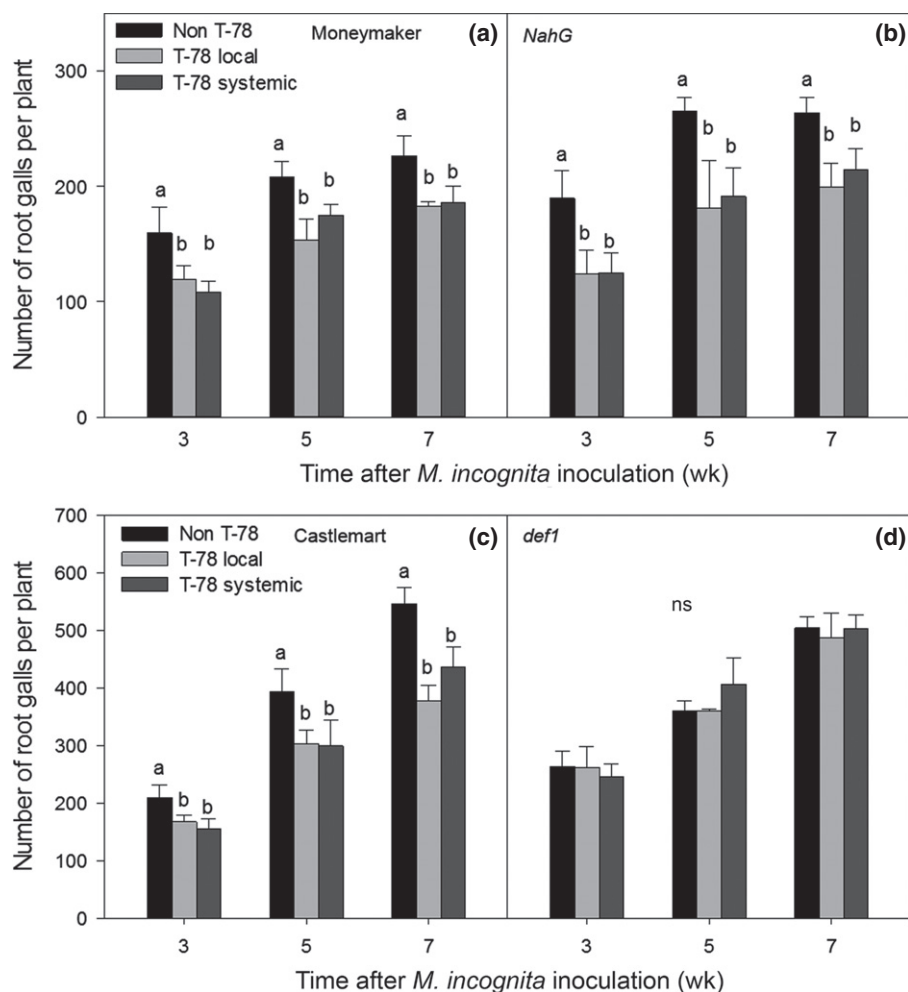 Non T-78
T-78 local
T-78 systemic
Moneymaker
(a)
NahG
(b)
Number of root galls per plant
300
200
100
0
a
b
b
a
b
b
a
b
b
a
b
b
a
b
b
a
b
b
3
5
7
3
5
7
Time after M. incognita inoculation (wk)
Non T-78
T-78 local
T-78 systemic
Castlemart
(c)
def1
(d)
Number of root galls per plant
700
600
500
400
300
200
100
0
a
b
b
a
b
b
a
b
b
ns
3
5
7
3
5
7
Time after M. incognita inoculation (wk)